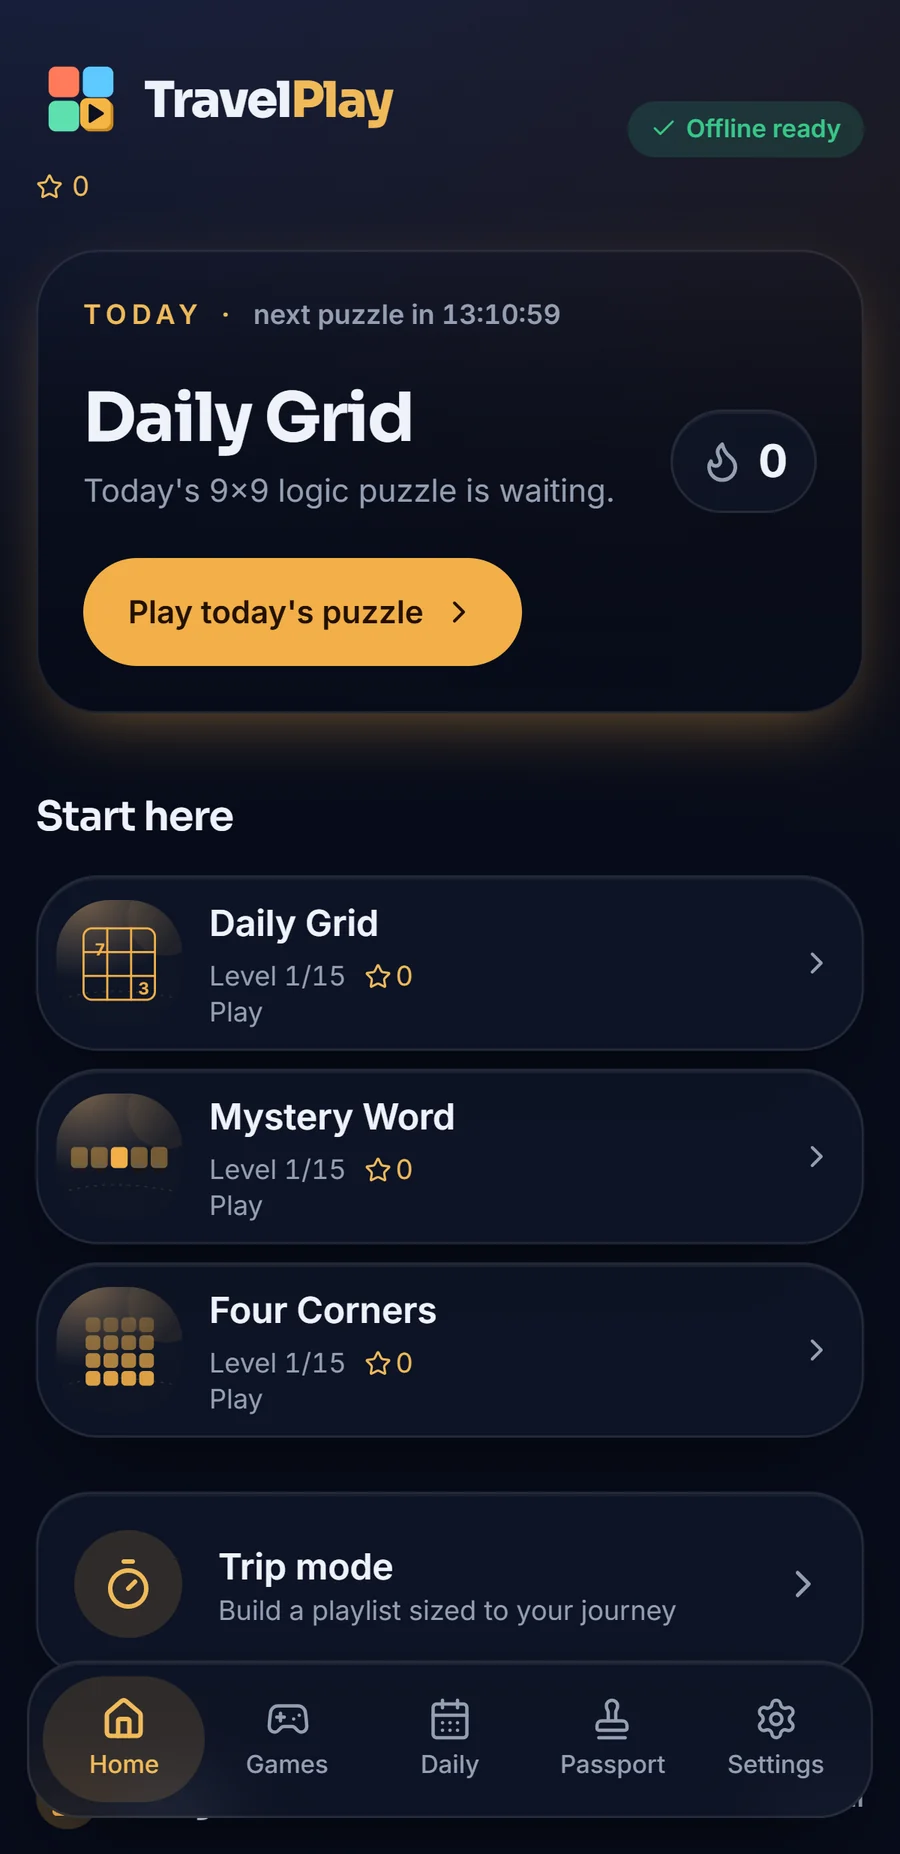 TravelPlay
Offline ready
0
TODAY · next puzzle in 13:10:59
Daily Grid
0
Today's 9×9 logic puzzle is waiting.
Play today's puzzle
Start here
7
3
Daily Grid
Level 1/15 0
Play
Mystery Word
Level 1/15 0
Play
Four Corners
Level 1/15 0
Play
Trip mode
Build a playlist sized to your journey
Home
Games
Daily
Passport
Settings